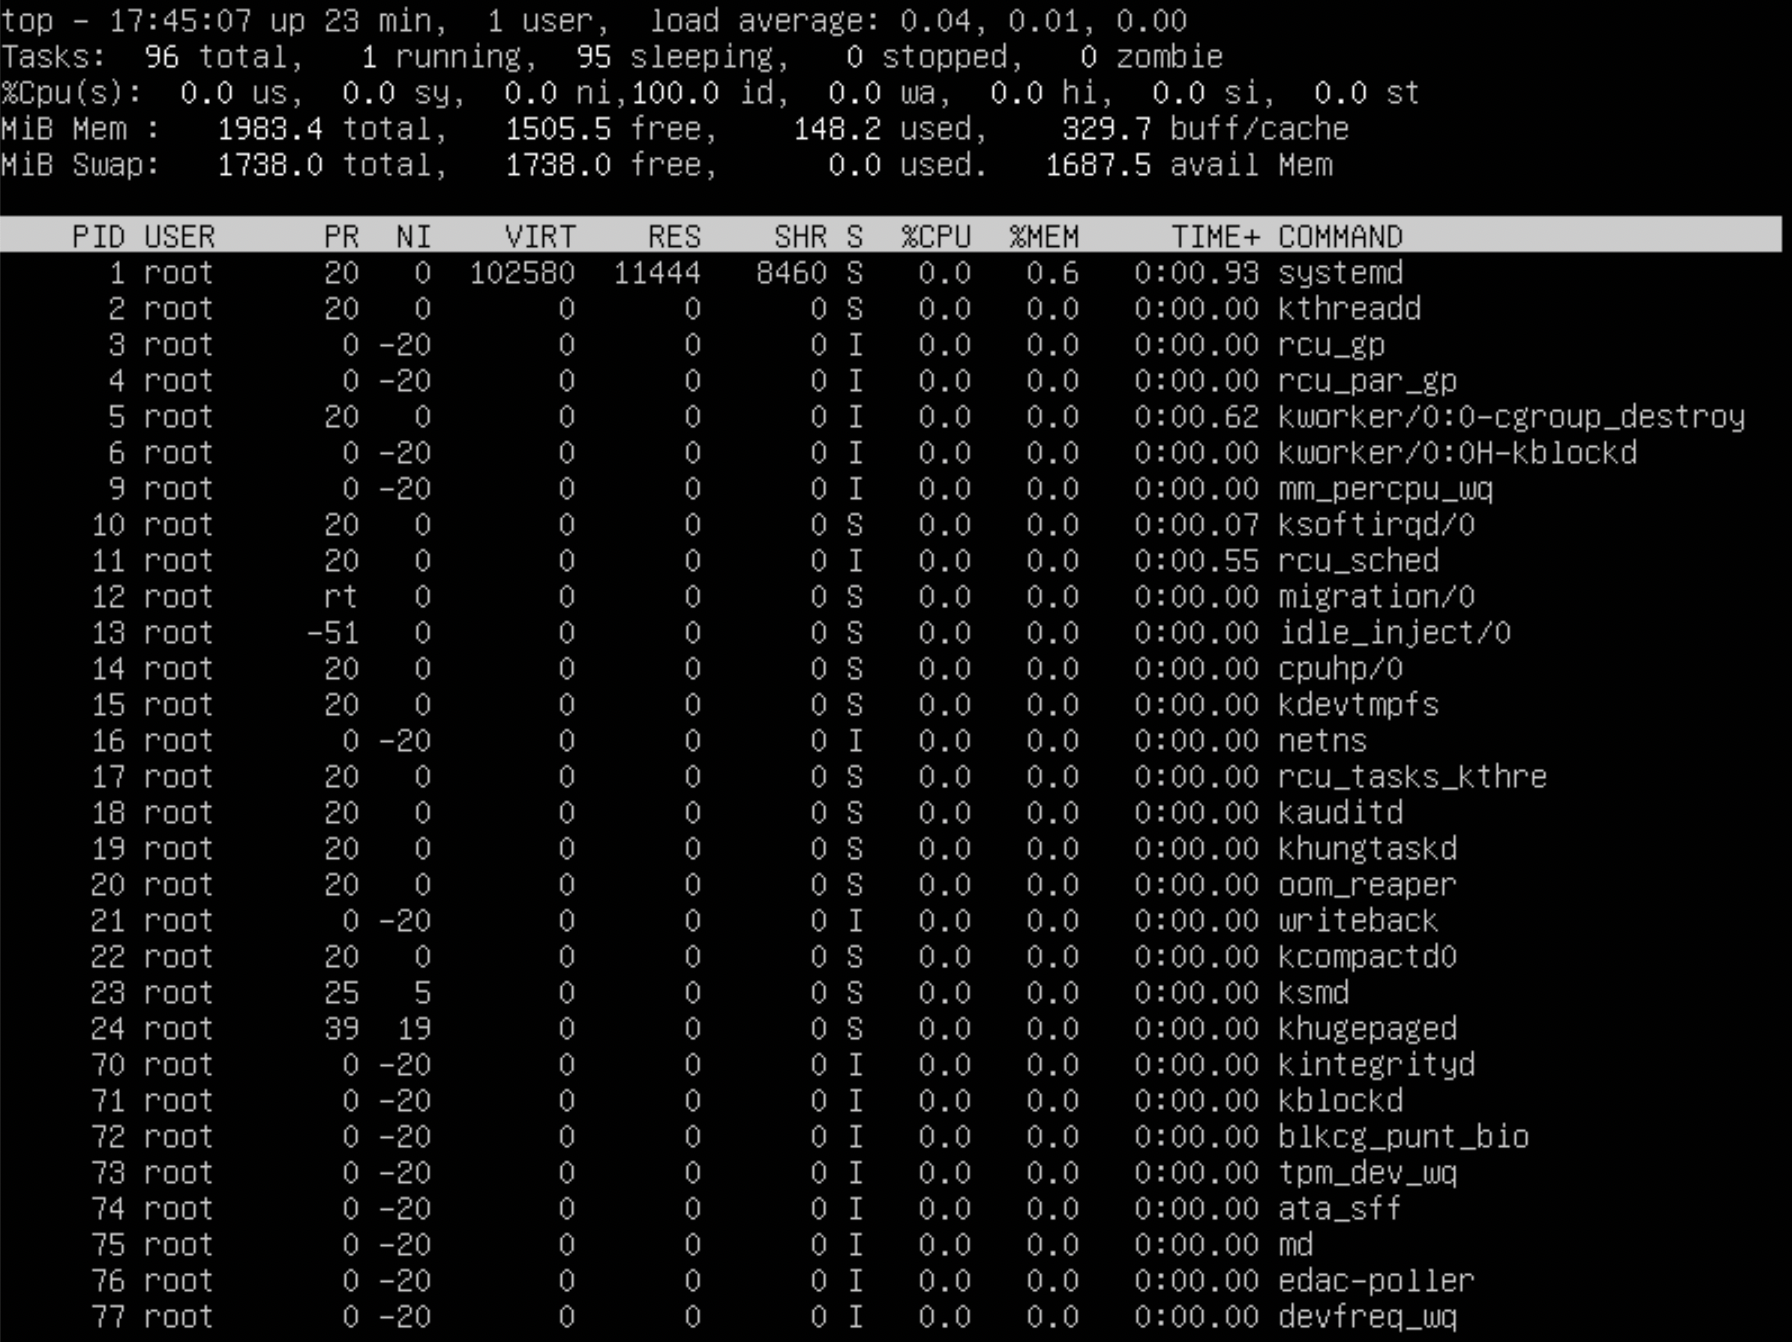 top - 17:45:07 up 23 min,  1 user,  load average: 0.04, 0.01, 0.00
Tasks:  96 total,   1 running,  95 sleeping,   0 stopped,   0 zombie
%Cpu(s):  0.0 us,  0.0 sy,  0.0 ni,100.0 id,  0.0 wa,  0.0 hi,  0.0 si,  0.0 st
MiB Mem :   1983.4 total,   1505.5 free,    148.2 used,    329.7 buff/cache
MiB Swap:   1738.0 total,   1738.0 free,      0.0 used.   1687.5 avail Mem
PID USER      PR  NI    VIRT    RES    SHR S  %CPU  %MEM     TIME+ COMMAND
1 root      20   0  102580  11444   8460 S   0.0   0.6   0:00.93 systemd
2 root      20   0       0      0      0 S   0.0   0.0   0:00.00 kthreadd
3 root       0 -20       0      0      0 I   0.0   0.0   0:00.00 rcu_gp
4 root       0 -20       0      0      0 I   0.0   0.0   0:00.00 rcu_par_gp
5 root      20   0       0      0      0 I   0.0   0.0   0:00.62 kworker/0:0-cgroup_destroy
6 root       0 -20       0      0      0 I   0.0   0.0   0:00.00 kworker/0:0H-kblockd
9 root       0 -20       0      0      0 I   0.0   0.0   0:00.00 mm_percpu_wq
10 root      20   0       0      0      0 S   0.0   0.0   0:00.07 ksoftirqd/0
11 root      20   0       0      0      0 I   0.0   0.0   0:00.55 rcu_sched
12 root      rt   0       0      0      0 S   0.0   0.0   0:00.00 migration/0
13 root     -51   0       0      0      0 S   0.0   0.0   0:00.00 idle_inject/0
14 root      20   0       0      0      0 S   0.0   0.0   0:00.00 cpuhp/0
15 root      20   0       0      0      0 S   0.0   0.0   0:00.00 kdevtmpfs
16 root       0 -20       0      0      0 I   0.0   0.0   0:00.00 netns
17 root      20   0       0      0      0 S   0.0   0.0   0:00.00 rcu_tasks_kthre
18 root      20   0       0      0      0 S   0.0   0.0   0:00.00 kauditd
19 root      20   0       0      0      0 S   0.0   0.0   0:00.00 khungtaskd
20 root      20   0       0      0      0 S   0.0   0.0   0:00.00 oom_reaper
21 root       0 -20       0      0      0 I   0.0   0.0   0:00.00 writeback
22 root      20   0       0      0      0 S   0.0   0.0   0:00.00 kcompactd0
23 root      25   5       0      0      0 S   0.0   0.0   0:00.00 ksmd
24 root      39  19       0      0      0 S   0.0   0.0   0:00.00 khugepaged
70 root       0 -20       0      0      0 I   0.0   0.0   0:00.00 kintegrityd
71 root       0 -20       0      0      0 I   0.0   0.0   0:00.00 kblockd
72 root       0 -20       0      0      0 I   0.0   0.0   0:00.00 blkcg_punt_bio
73 root       0 -20       0      0      0 I   0.0   0.0   0:00.00 tpm_dev_wq
74 root       0 -20       0      0      0 I   0.0   0.0   0:00.00 ata_sff
75 root       0 -20       0      0      0 I   0.0   0.0   0:00.00 md
76 root       0 -20       0      0      0 I   0.0   0.0   0:00.00 edac-poller
77 root       0 -20       0      0      0 I   0.0   0.0   0:00.00 devfreq_wq